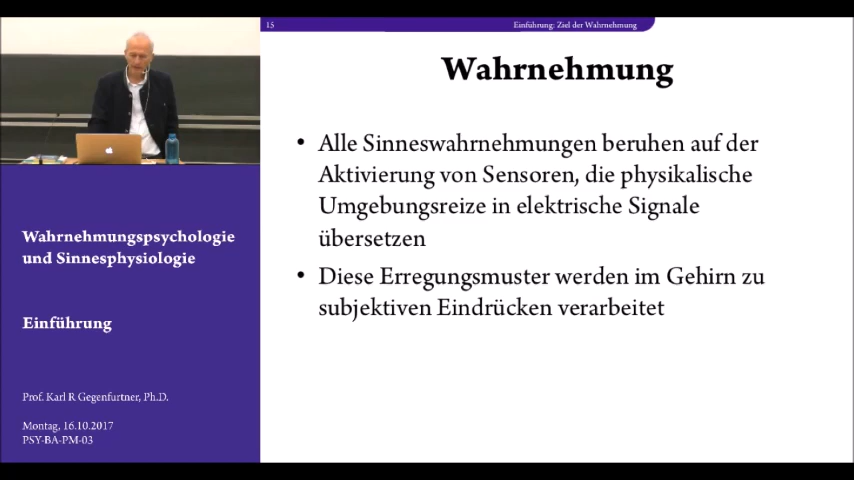 15
Einführung: Ziel der Wahrnehmung
Wahrnehmung
• Alle Sinneswahrnehmungen beruhen auf der
Aktivierung von Sensoren, die physikalische
Umgebungsreize in elektrische Signale
übersetzen
• Diese Erregungsmuster werden im Gehirn zu
subjektiven Eindrücken verarbeitet
Wahrnehmungspsychologie
und Sinnesphysiologie
Einführung
Prof. Karl R Gegenfurtner, Ph.D.
Montag, 16.10.2017
PSY-BA-PM-03